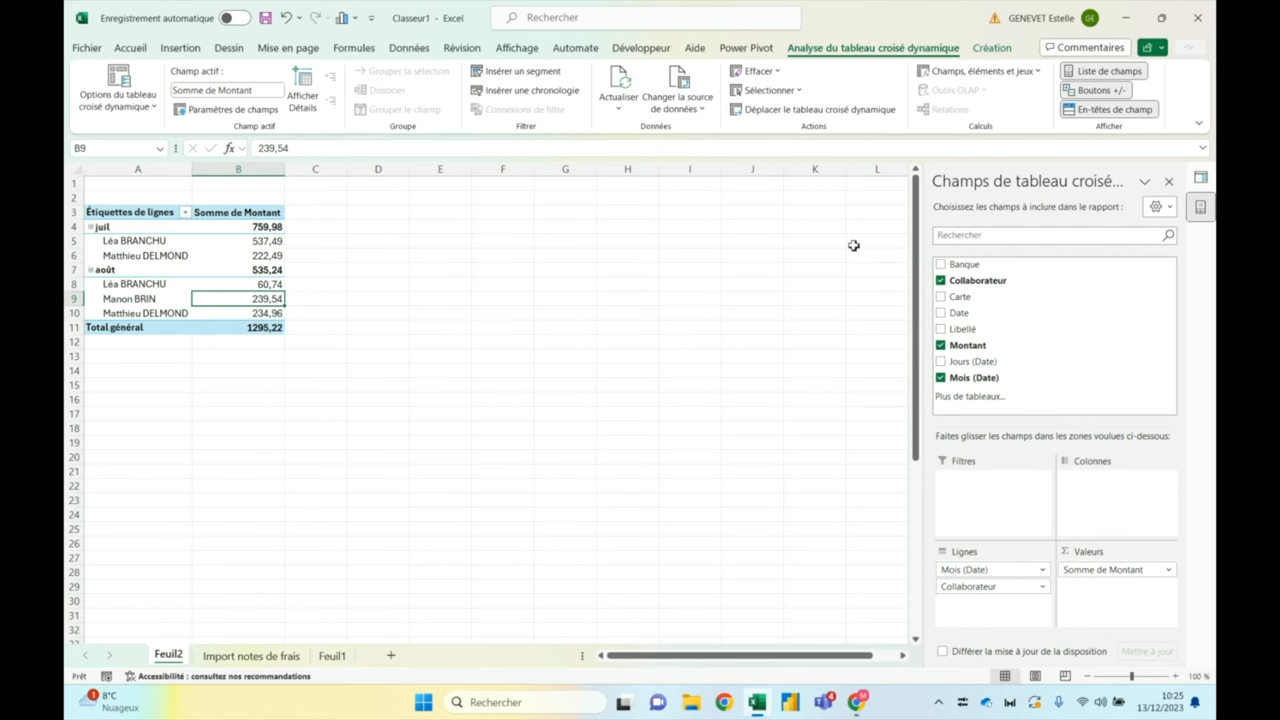 Enregistrement automatique Classeur1 - Excel Rechercher GENEVET Estelle GE
Fichier Accueil Insertion Dessin Mise en page Formules Données Révision Affichage Automate Développeur Aide Power Pivot Analyse du tableau croisé dynamique Création Commentaires
Options du tableau croisé dynamique
Champ actif :
Somme de Montant
Paramètres de champs
Afficher Détails
Champ actif
Grouper la sélection
Dissocier
Grouper le champ
Groupe
Insérer un segment
Insérer une chronologie
Connexions de filtre
Filtrer
Actualiser
Changer la source de données
Données
Effacer
Sélectionner
Déplacer le tableau croisé dynamique
Actions
Champs, éléments et jeux
Outils OLAP
Relations
Calculs
Liste de champs
Boutons +/-
En-têtes de champ
Afficher
B9 fx 239,54
A B C D E F G H I J K L
1
2
3 Étiquettes de lignes Somme de Montant
4 juil 759,98
5 Léa BRANCHU 537,49
6 Matthieu DELMOND 222,49
7 août 535,24
8 Léa BRANCHU 60,74
9 Manon BRIN 239,54
10 Matthieu DELMOND 234,96
11 Total général 1295,22
12
13
14
15
16
17
18
19
20
21
22
23
24
25
26
27
28
29
30
31
32
Champs de tableau croisé...
Choisissez les champs à inclure dans le rapport :
Rechercher
Banque
Collaborateur
Carte
Date
Libellé
Montant
Jours (Date)
Mois (Date)
Plus de tableaux...
Faites glisser les champs dans les zones voulues ci-dessous:
Filtres Colonnes
Lignes Σ Valeurs
Mois (Date) Somme de Montant
Collaborateur
Différer la mise à jour de la disposition Mettre à jour
Feuil2 Import notes de frais Feuil1 +
Prêt Accessibilité : consultez nos recommandations 100 %
1 8°C
Nuageux
Rechercher
4
M
10:25
13/12/2023